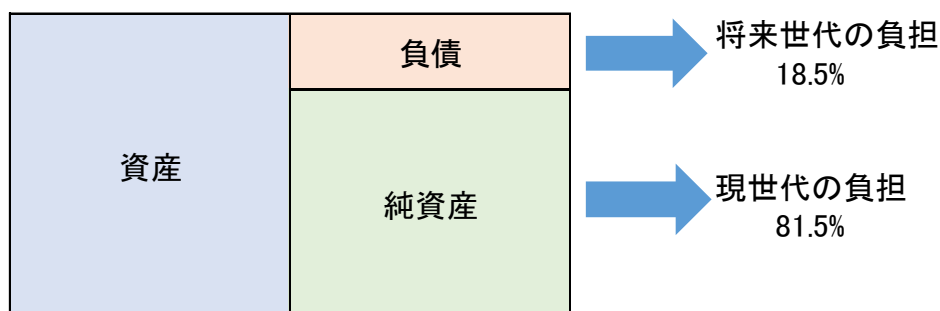 資産
負債
純資産
将来世代の負担
18.5%
現世代の負担
81.5%